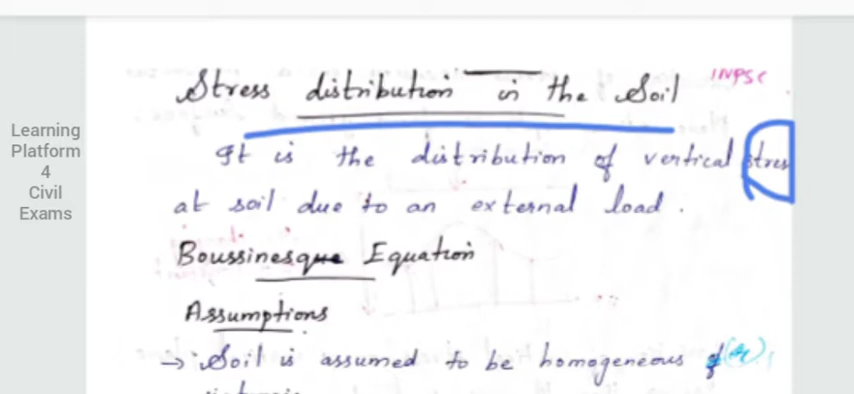 Learning
Platform
4
Civil
Exams
Stress distribution in the Soil
It is the distribution of vertical stres
at soil due to an external load.
Boussinesque Equation
Assumptions
→ Soil is assumed to be homogeneous